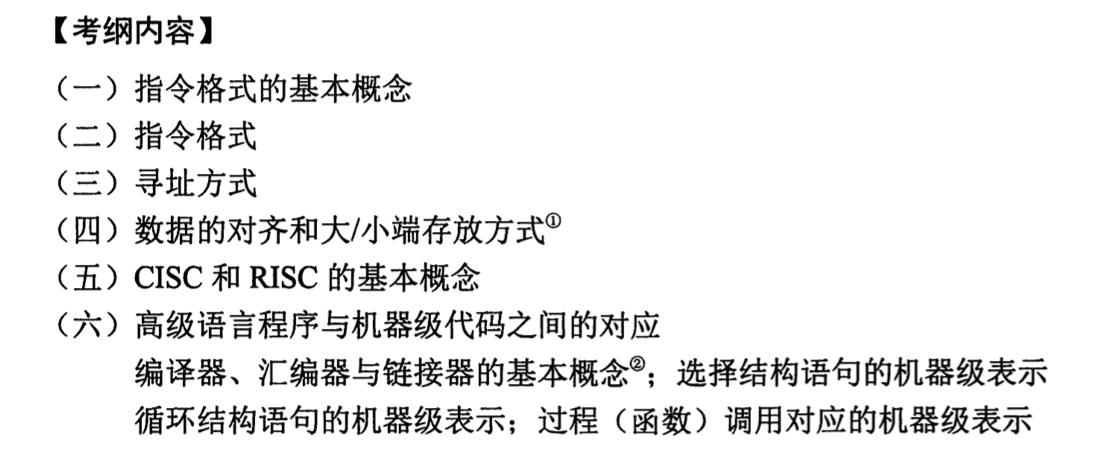 【考纲内容】
（一）指令格式的基本概念
（二）指令格式
（三）寻址方式
（四）数据的对齐和大/小端存放方式①
（五）CISC 和 RISC 的基本概念
（六）高级语言程序与机器级代码之间的对应
编译器、汇编器与链接器的基本概念②；选择结构语句的机器级表示
循环结构语句的机器级表示；过程（函数）调用对应的机器级表示